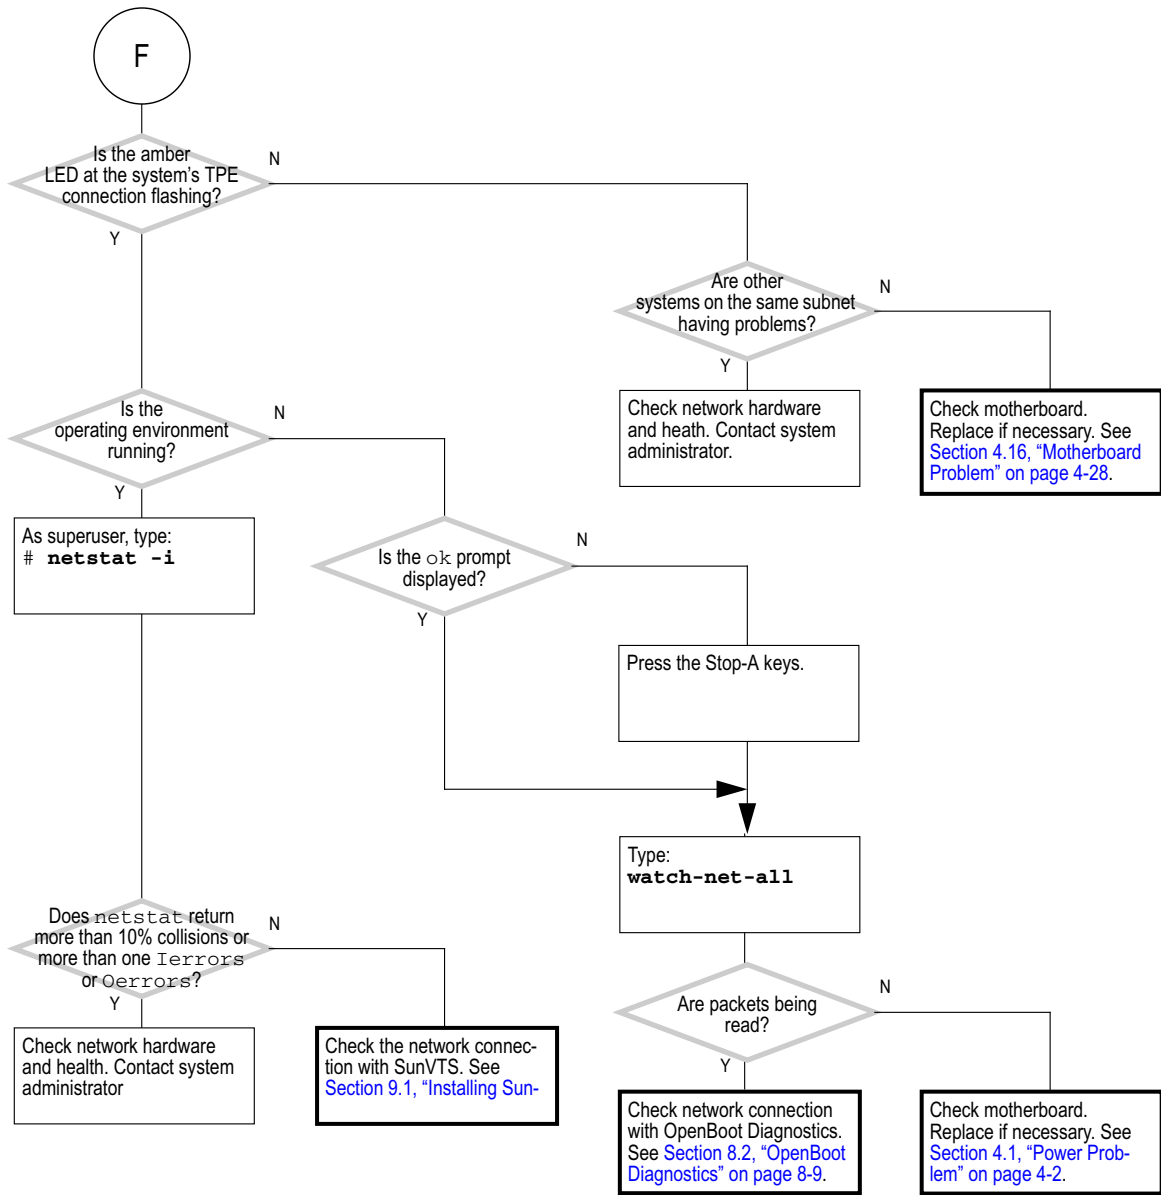 F
Is the amber
LED at the system's TPE
connection flashing?
N
Y
Are other
systems on the same subnet
having problems?
N
Y
Check network hardware
and heath. Contact system
administrator.
Check motherboard.
Replace if necessary. See
Section 4.16, “Motherboard
Problem” on page 4-28.
Is the
operating environment
running?
N
Y
As superuser, type:
# netstat -i
Is the ok prompt
displayed?
N
Y
Press the Stop-A keys.
Type:
watch-net-all
Does netstat return
more than 10% collisions or
more than one Ierrors
or Oerrors?
N
Y
Check network hardware
and health. Contact system
administrator
Check the network connec-
tion with SunVTS. See
Section 9.1, “Installing Sun-
Are packets being
read?
N
Y
Check network connection
with OpenBoot Diagnostics.
See Section 8.2, “OpenBoot
Diagnostics” on page 8-9.
Check motherboard.
Replace if necessary. See
Section 4.1, “Power Prob-
lem” on page 4-2.